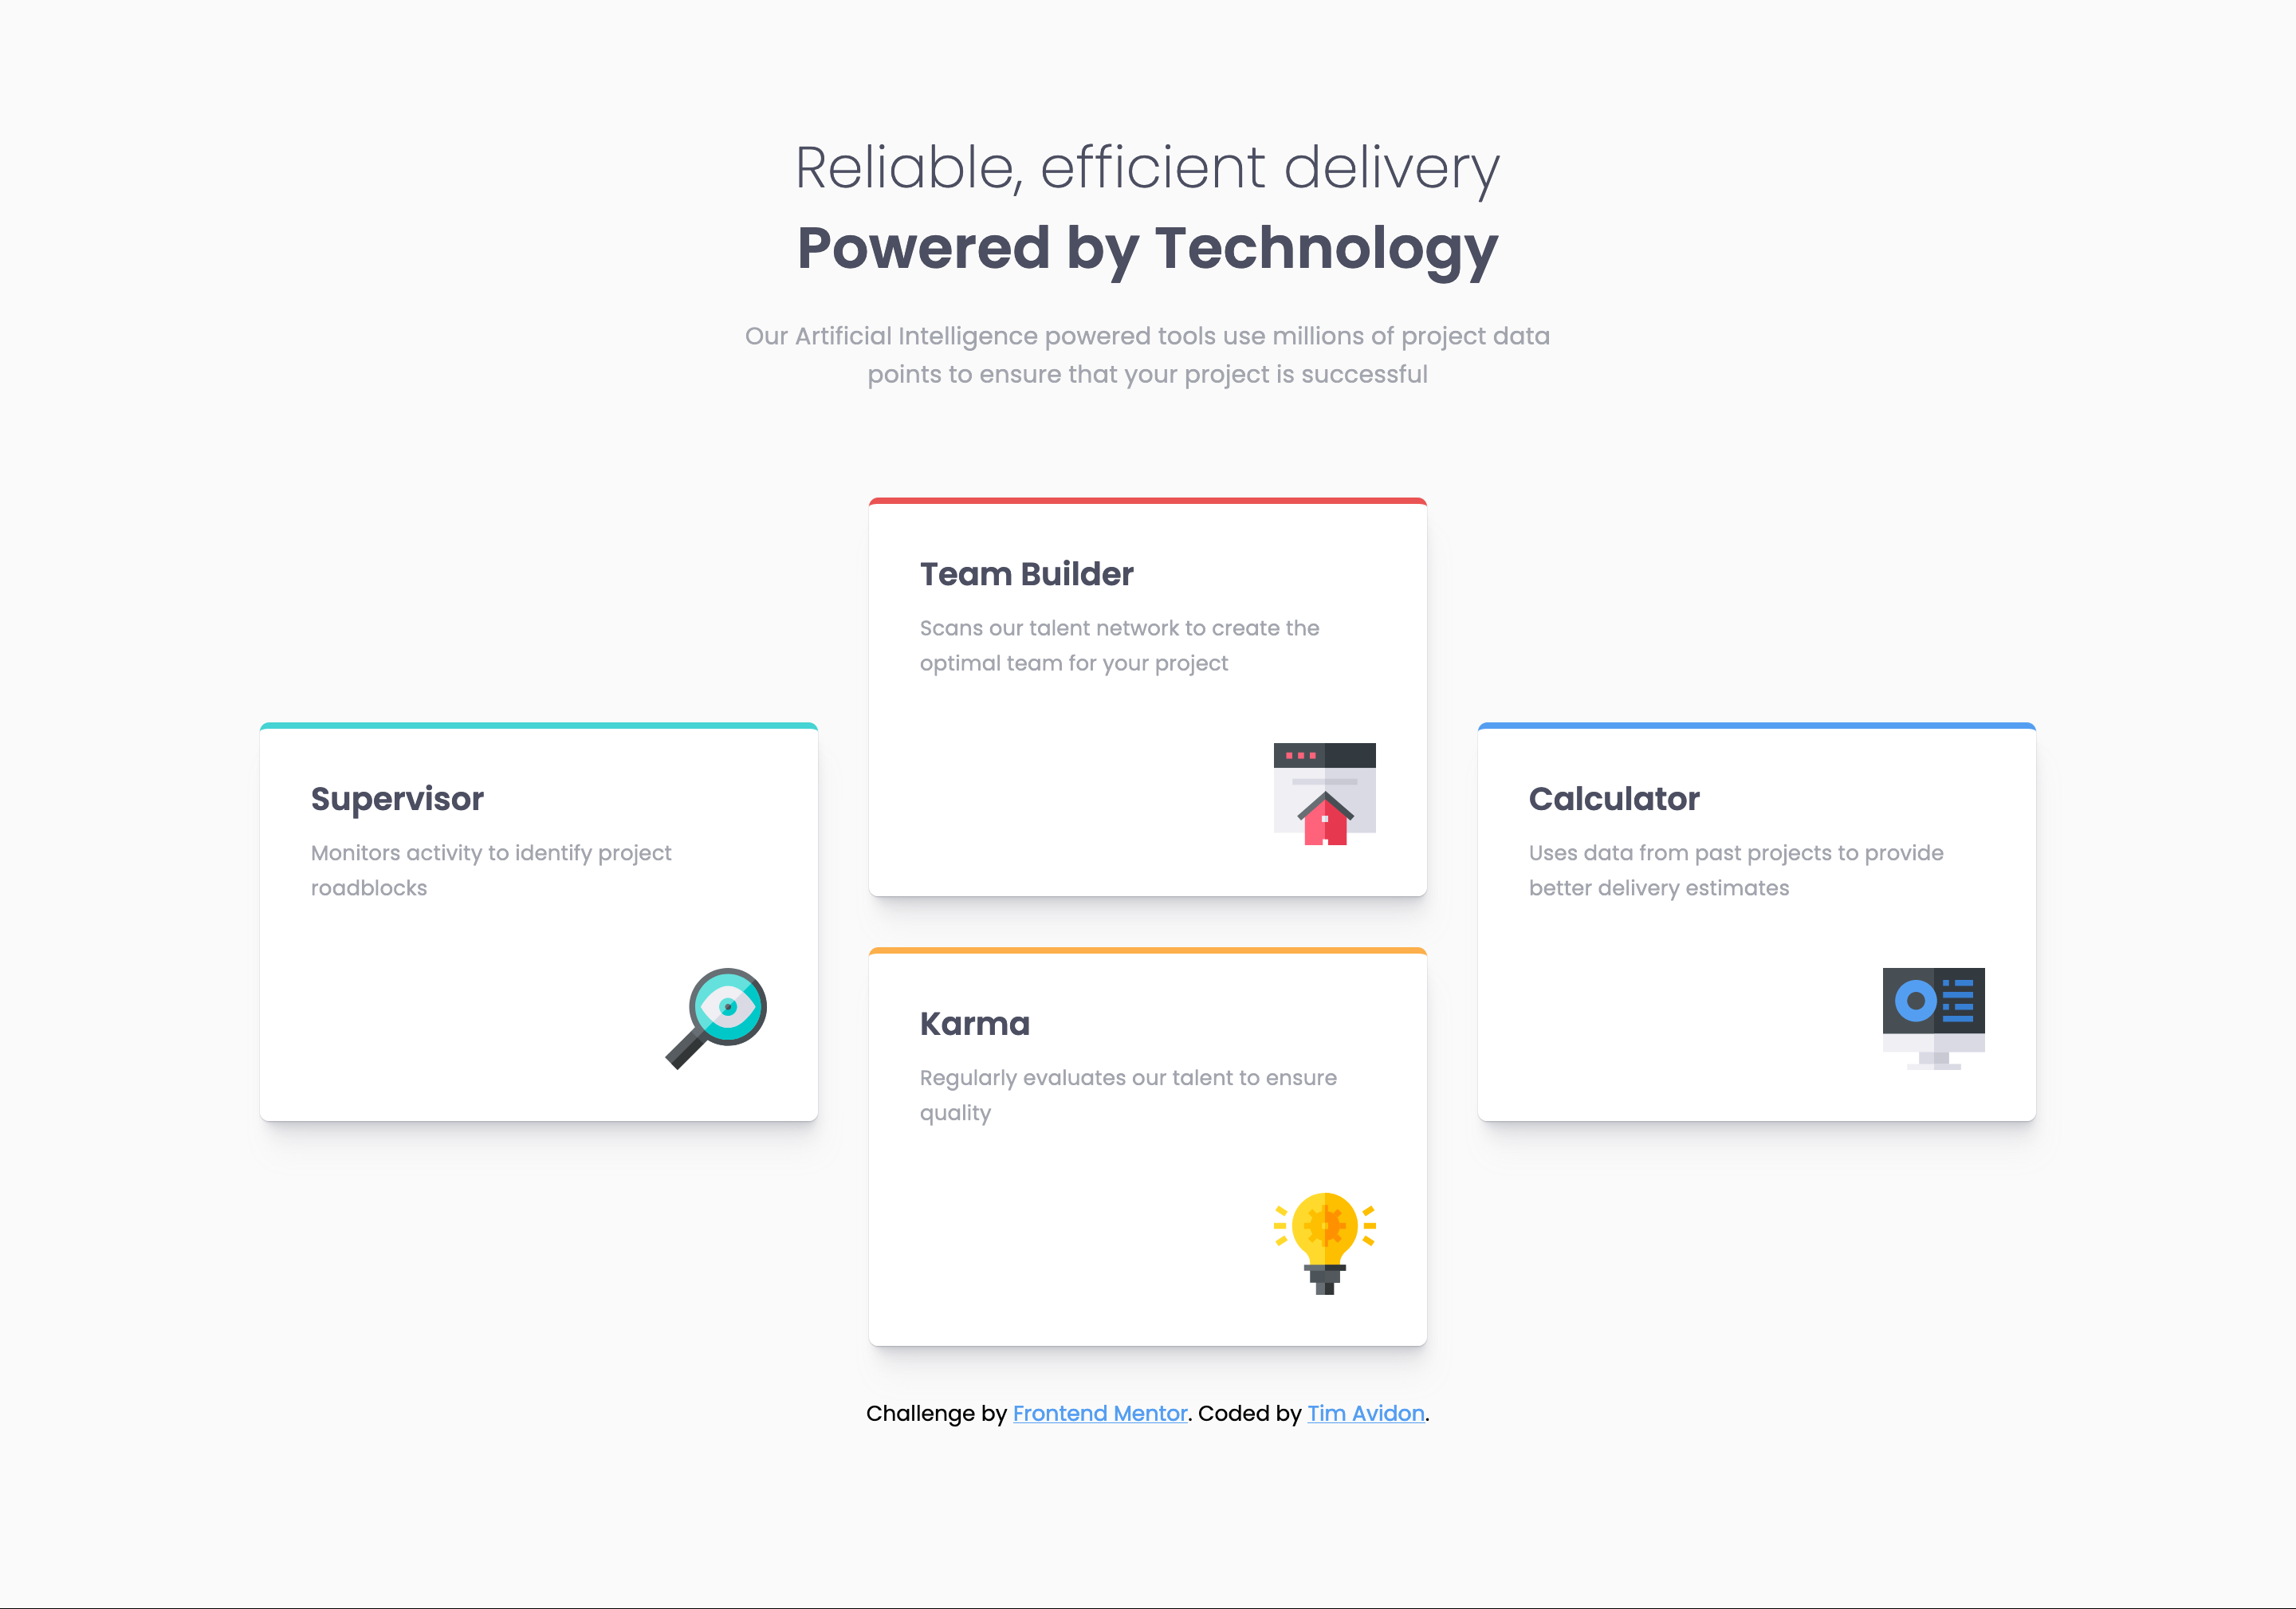 Reliable, efficient delivery
Powered by Technology
Our Artificial Intelligence powered tools use millions of project data
points to ensure that your project is successful
Supervisor
Monitors activity to identify project
roadblocks
Team Builder
Scans our talent network to create the
optimal team for your project
Karma
Regularly evaluates our talent to ensure
quality
Calculator
Uses data from past projects to provide
better delivery estimates
Challenge by Frontend Mentor. Coded by Tim Avidon.